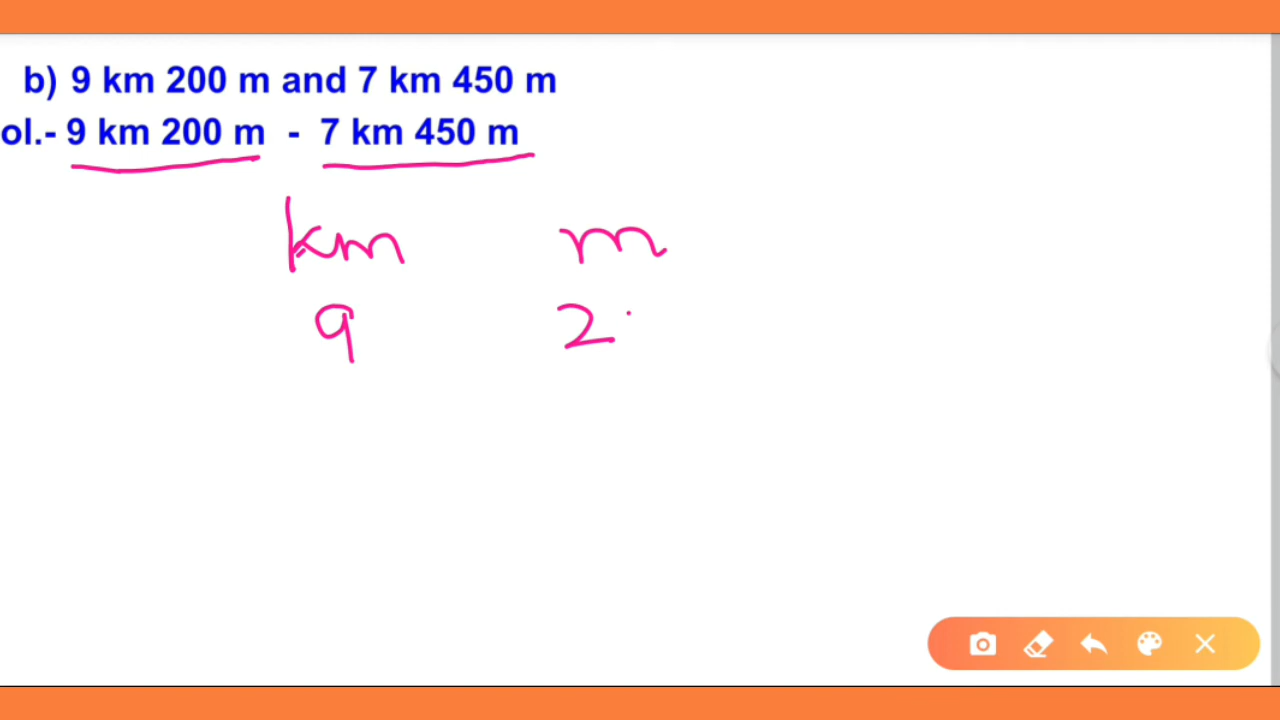 b) 9 km 200 m and 7 km 450 m
ol.- 9 km 200 m - 7 km 450 m
km m
9 2